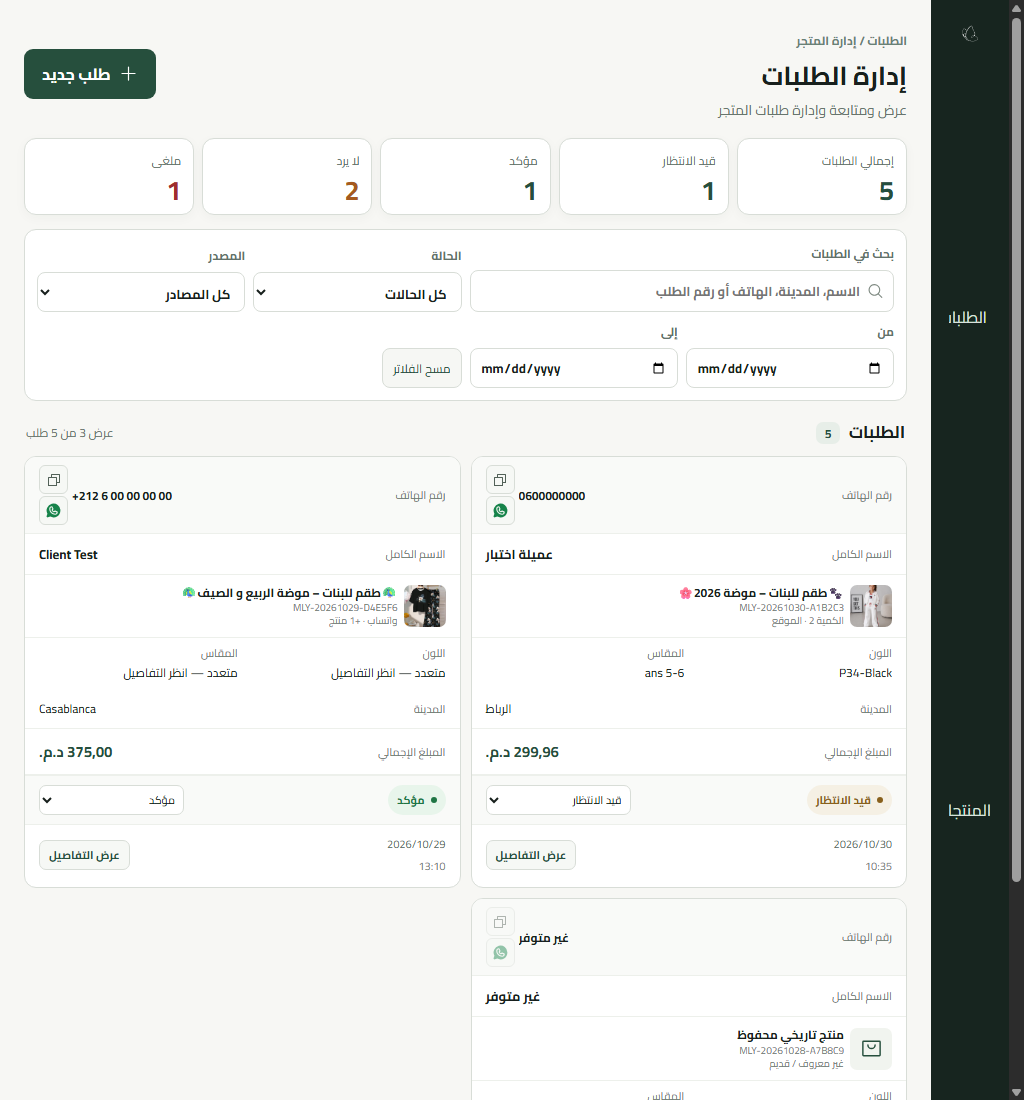 الطلبات / إدارة المتجر
إدارة الطلبات
عرض ومتابعة وإدارة طلبات المتجر
طلب جديد
إجمالي الطلبات
5
قيد الانتظار
1
مؤكد
1
لا يرد
2
ملغى
1
بحث في الطلبات
الاسم، المدينة، الهاتف أو رقم الطلب
الحالة
كل الحالات
المصدر
كل المصادر
من
mm/dd/yyyy
إلى
mm/dd/yyyy
مسح الفلاتر
الطلبات 5
عرض 3 من 5 طلب
رقم الهاتف
0600000000
الاسم الكامل
عميلة اختبار
🐾 طقم للبنات – موضة 2026 🌸
MLY-20261030-A1B2C3
الكمية 2 · الموقع
اللون
P34-Black
المقاس
5-6 ans
المدينة
الرباط
المبلغ الإجمالي
299,96 د.م.
قيد الانتظار
قيد الانتظار
2026/10/30
10:35
عرض التفاصيل
رقم الهاتف
+212 6 00 00 00 00
الاسم الكامل
Client Test
🦚 طقم للبنات – موضة الربيع و الصيف 🦚
MLY-20261029-D4E5F6
واتساب · +1 منتج
اللون
متعدد — انظر التفاصيل
المقاس
متعدد — انظر التفاصيل
المدينة
Casablanca
المبلغ الإجمالي
375,00 د.م.
مؤكد
مؤكد
2026/10/29
13:10
عرض التفاصيل
رقم الهاتف
غير متوفر
الاسم الكامل
غير متوفر
منتج تاريخي محفوظ
MLY-20261028-A7B8C9
غير معروف / قديم
اللون
المقاس
الطلبا
المنتجا